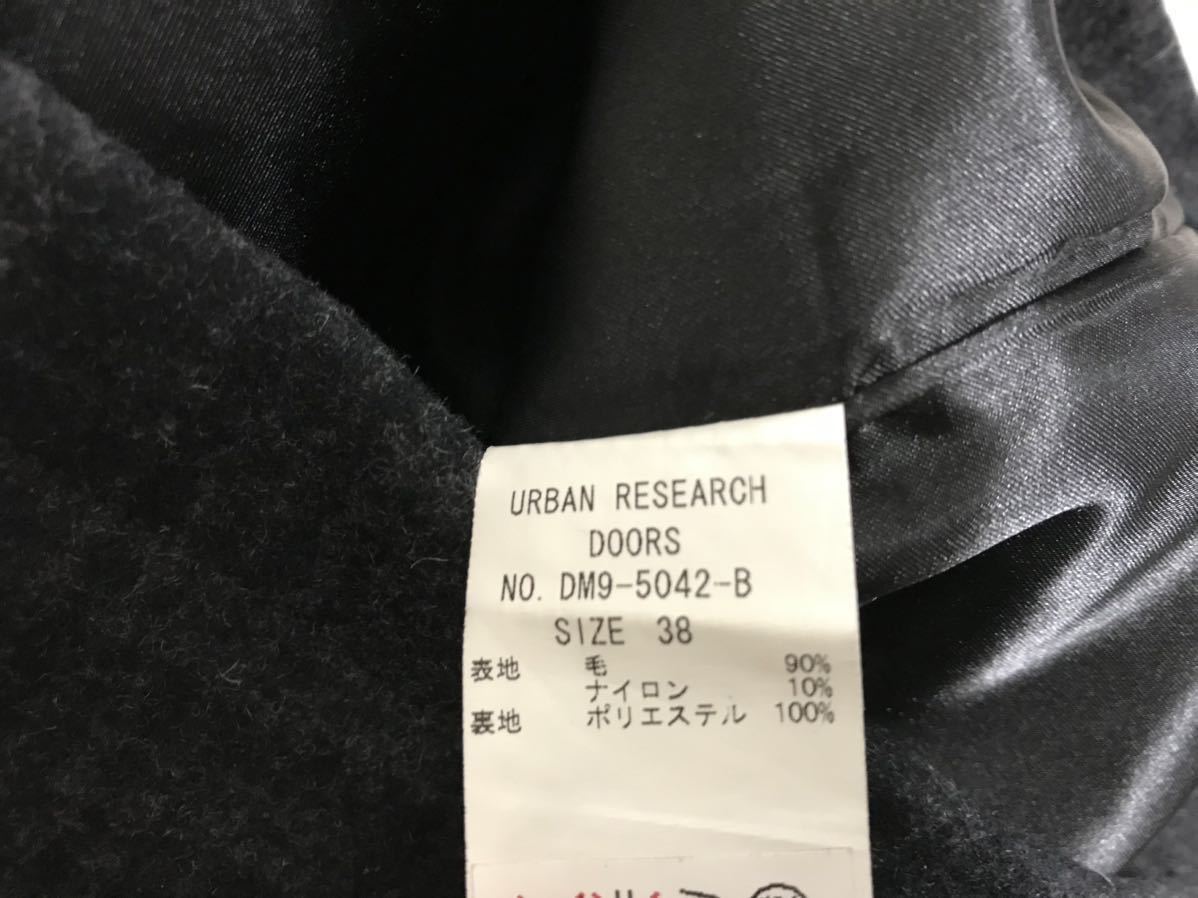 URBAN RESEARCH
DOORS
NO. DM9-5042-B
SIZE 38
表地 毛 90%
ナイロン 10%
裏地 ポリエステル 100%